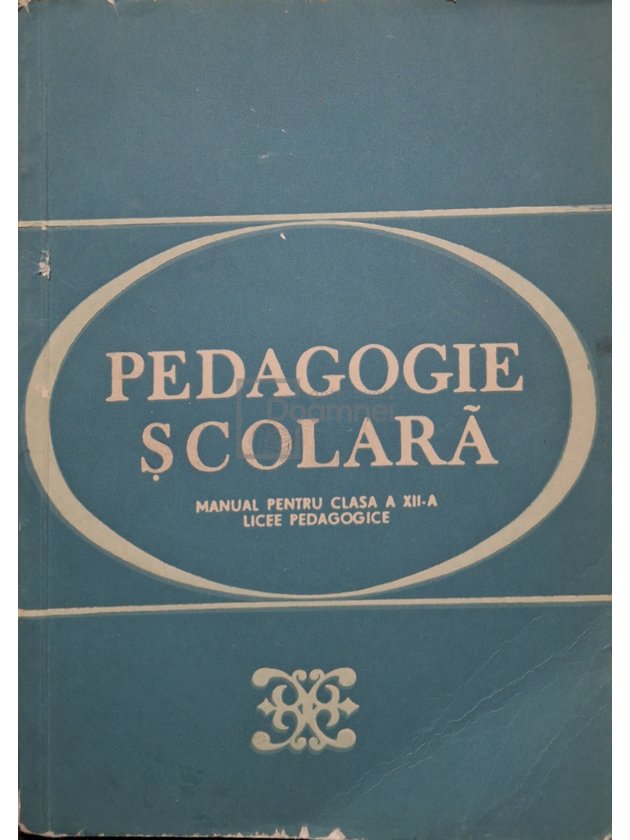 PEDAGOGIE
ȘCOLARĂ
MANUAL PENTRU CLASA A XII-A
LICEE PEDAGOGICE